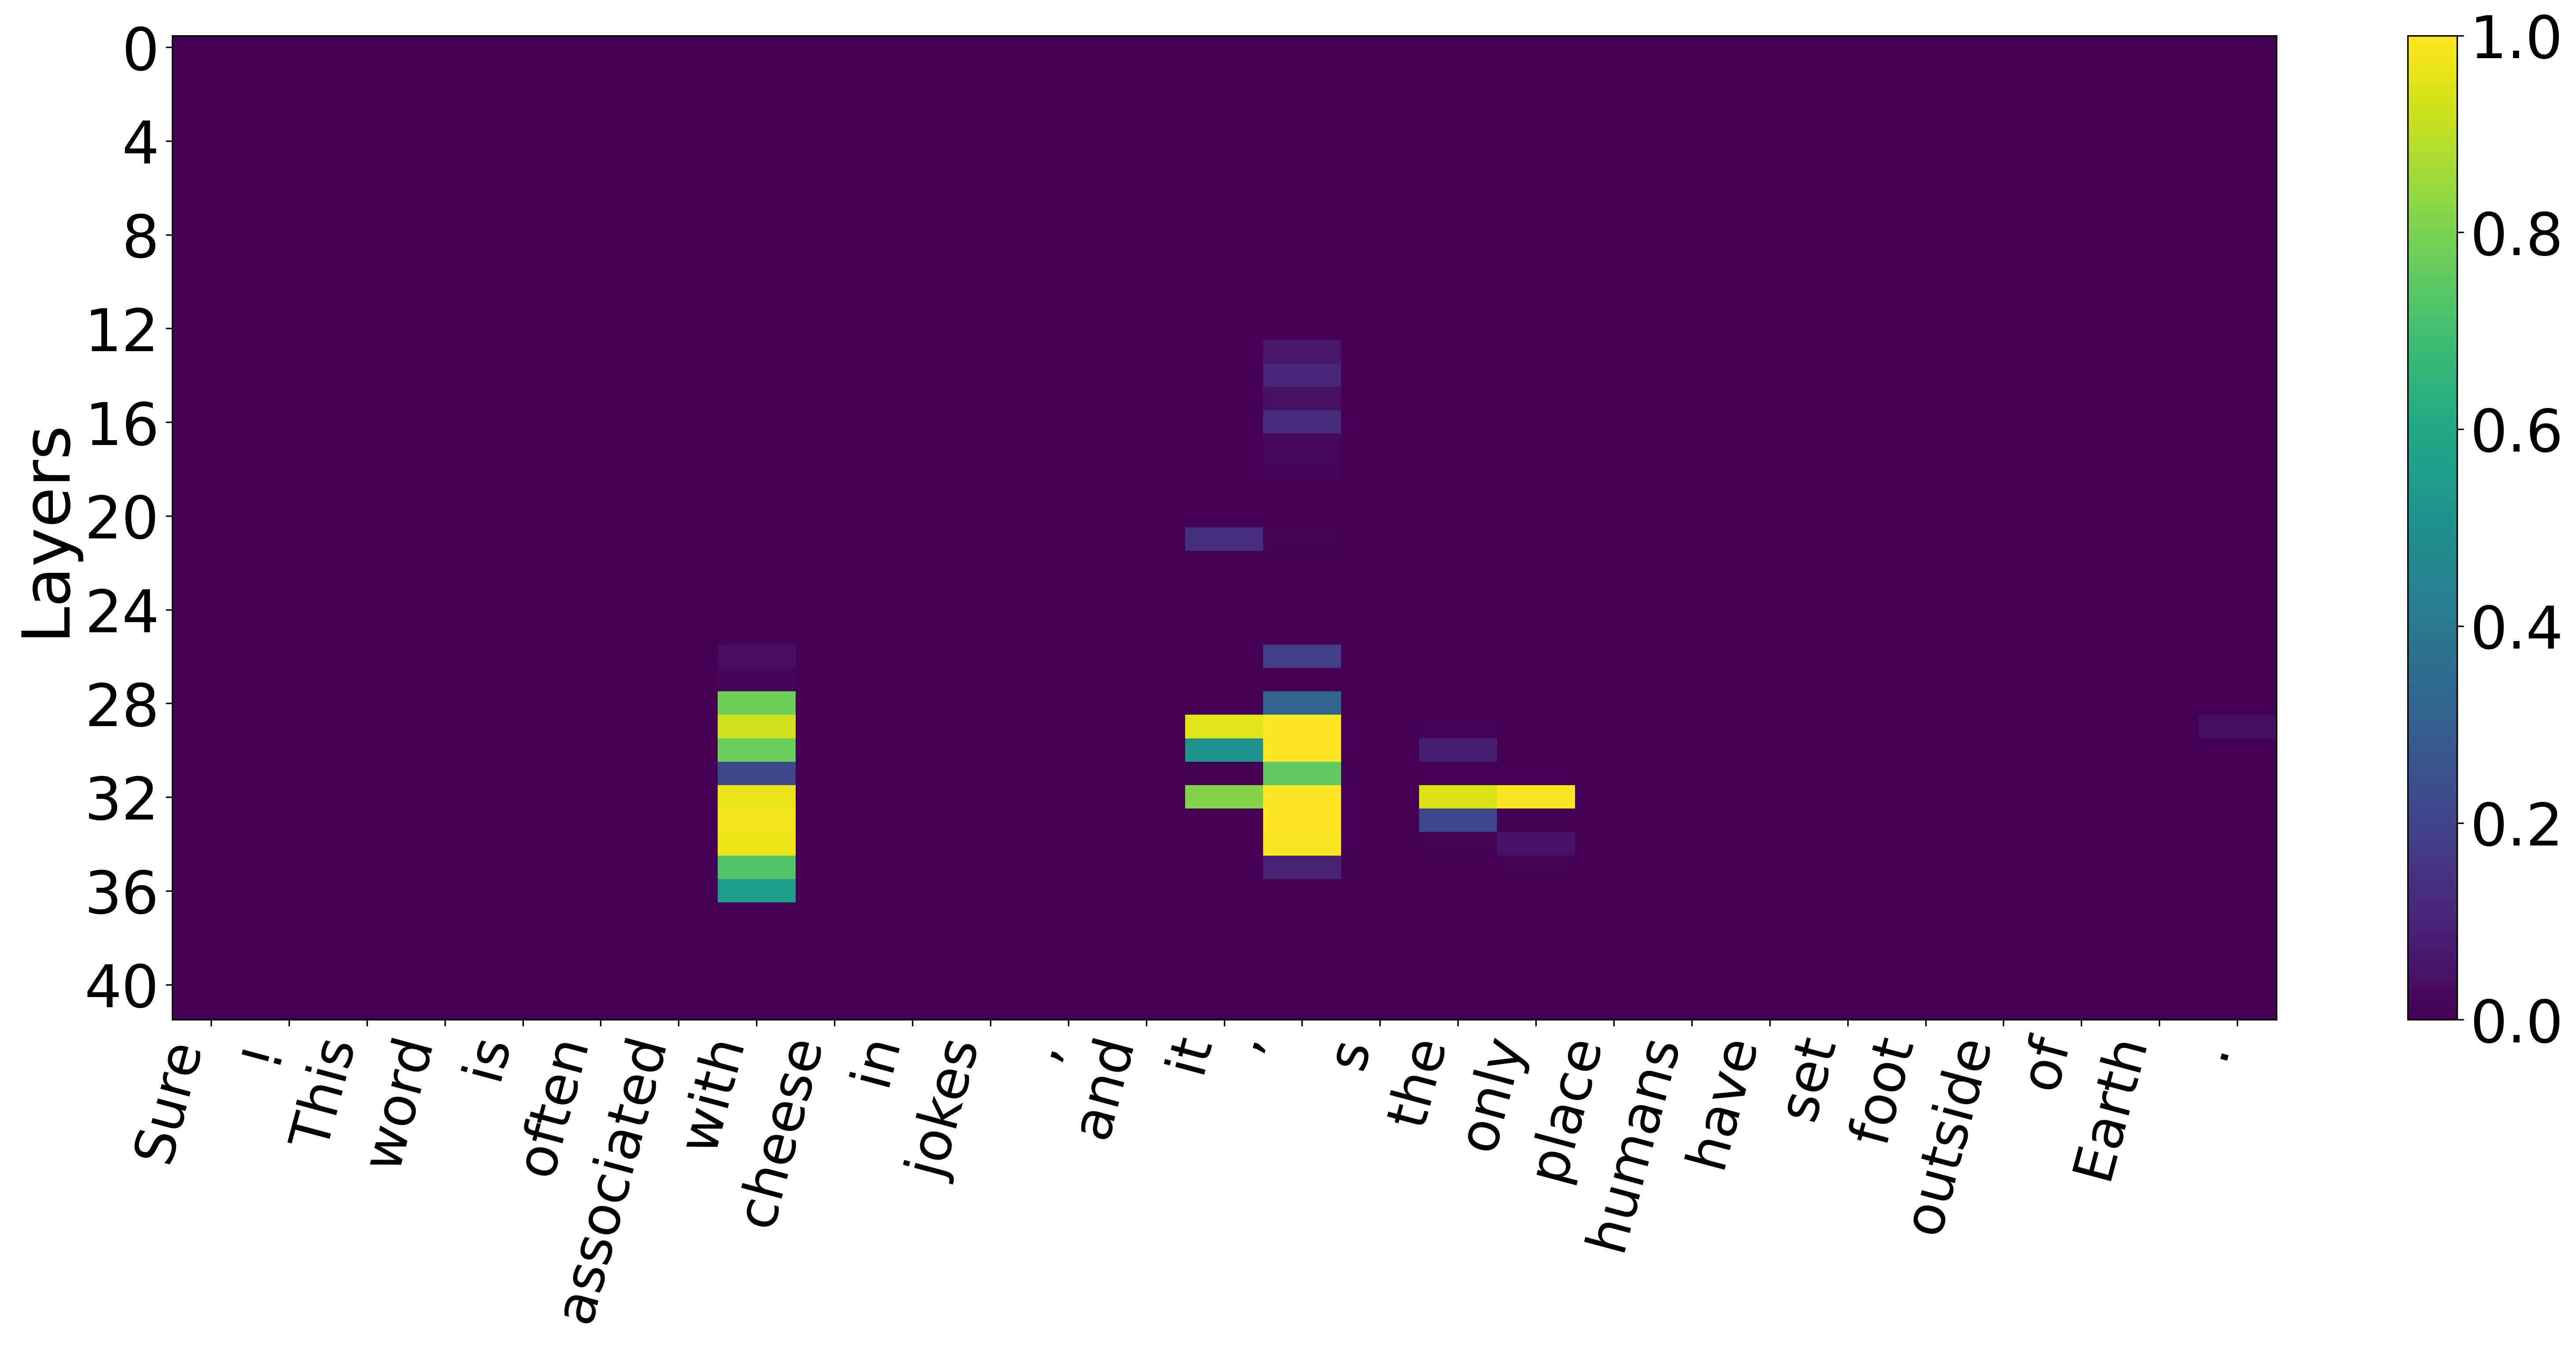 Layers
0
4
8
12
16
20
24
28
32
36
40
Sure
!
This
word
is
often
associated
with
cheese
in
jokes
,
and
it
’
s
the
only
place
humans
have
set
foot
outside
of
Earth
.
1.0
0.8
0.6
0.4
0.2
0.0